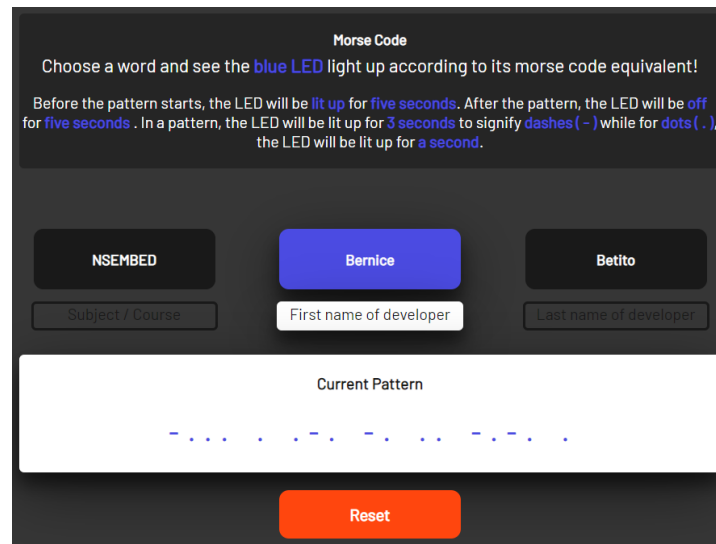 Morse Code
Choose a word and see the blue LED light up according to its morse code equivalent!
Before the pattern starts, the LED will be lit up for five seconds. After the pattern, the LED will be off
for five seconds . In a pattern, the LED will be lit up for 3 seconds to signify dashes ( - ) while for dots ( . ),
the LED will be lit up for a second.
NSEMBED Bernice Betito
Subject / Course First name of developer Last name of developer
Current Pattern
-... . .-. -. .. -.-. .
Reset